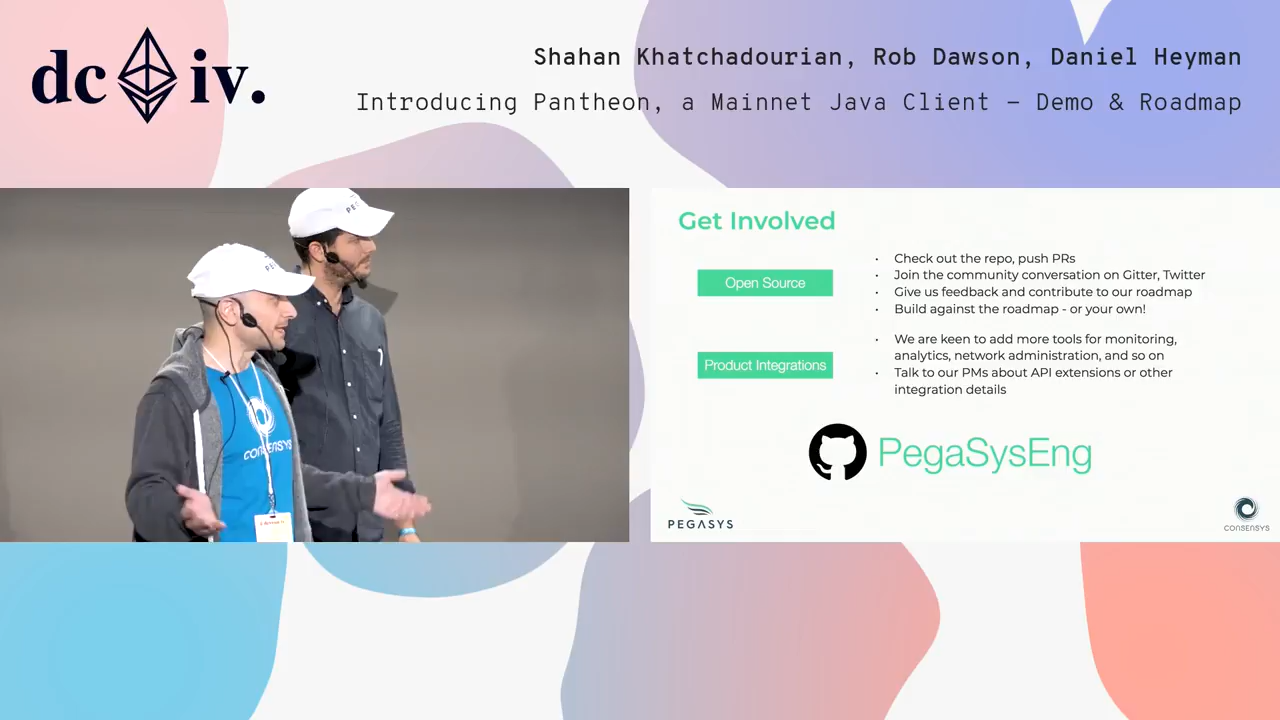 dc iv.
Shahan Khatchadourian, Rob Dawson, Daniel Heyman
Introducing Pantheon, a Mainnet Java Client – Demo & Roadmap
CONSENSYS
Get Involved
Open Source
• Check out the repo, push PRs
• Join the community conversation on Gitter, Twitter
• Give us feedback and contribute to our roadmap
• Build against the roadmap - or your own!
Product Integrations
• We are keen to add more tools for monitoring,
analytics, network administration, and so on
• Talk to our PMs about API extensions or other
integration details
PegaSysEng
PEGASYS
CONSENSYS